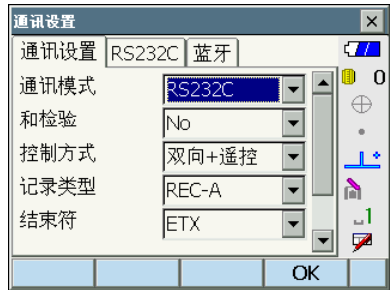 通讯设置
通讯设置 RS232C 蓝牙
通讯模式 RS232C
0
和检验 No
控制方式 双向+遥控
记录类型 REC-A
结束符 ETX
1
OK